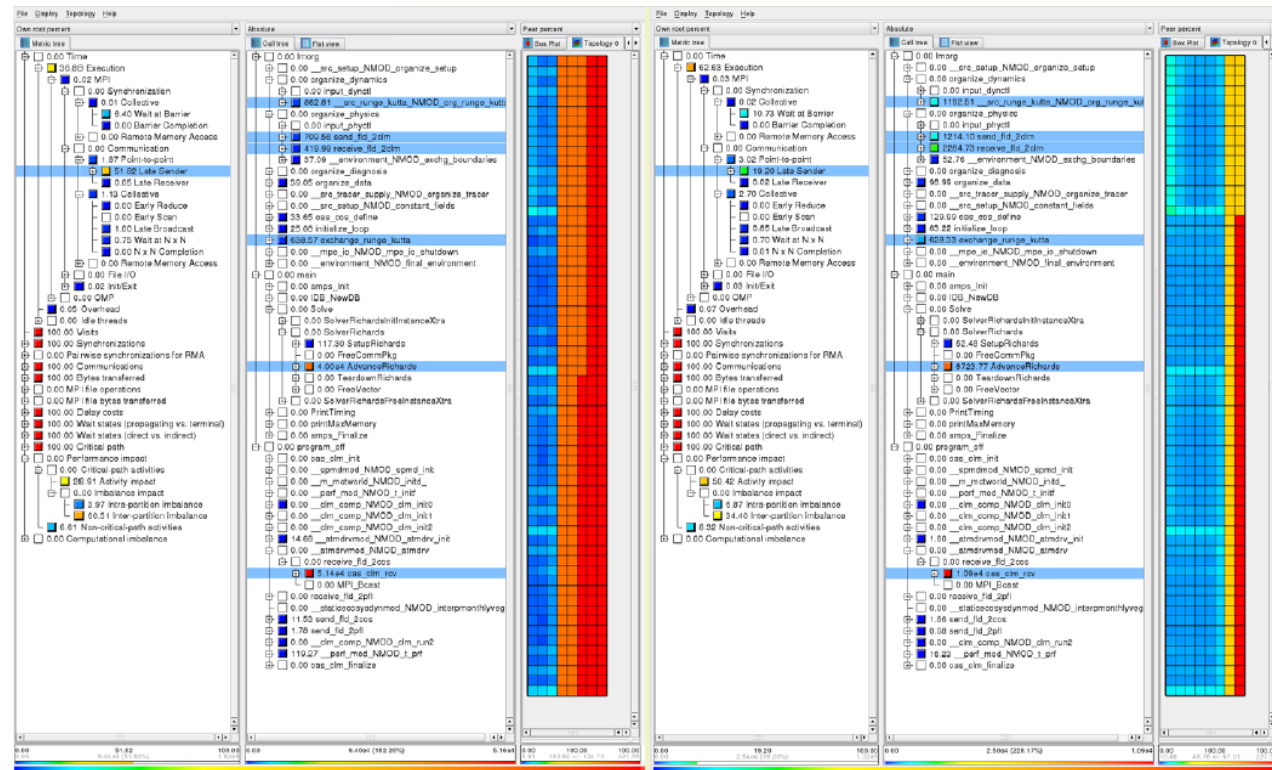 File Display Topology Help
Own root percent
Absolute
Peer percent
Metric tree
Call tree
Flat view
Box Plot
Topology 0
0.00 Time
Execution
0.02 MPI
0.00 Synchronization
0.01 Collective
6.40 Wait at Barrier
0.00 Barrier Completion
0.00 Remote Memory Access
0.00 Communication
1.87 Point-to-point
51.82 Late Sender
0.05 Late Receiver
1.13 Collective
0.00 Early Reduce
0.00 Early Scan
1.60 Late Broadcast
0.75 Wait at N x N
0.00 N x N Completion
0.00 Remote Memory Access
0.00 File I/O
0.02 Init/Exit
0.00 OMP
0.05 Overhead
0.00 Idle threads
100.00 Visits
100.00 Synchronizations
0.00 Pairwise synchronizations for RMA
100.00 Communications
100.00 Bytes transferred
0.00 MPI file operations
0.00 MPI file bytes transferred
100.00 Delay costs
100.00 Wait states (propagating vs. terminal)
100.00 Wait states (direct vs. indirect)
100.00 Critical path
0.00 Performance impact
0.00 Critical-path activities
Activity impact
0.00 Imbalance impact
3.97 Intra-partition imbalance
60.51 Inter-partition imbalance
6.61 Non-critical-path activities
0.00 Computational imbalance
0.00 lmorg
0.00 __src_setup_NMOD_organize_setup
0.00 organize_dynamics
0.00 input_dynctl
862.81 __src_runge_kutta_NMOD_org_runge_kutt
0.00 organize_physics
0.00 input_phyctl
709.56 send_fld_2clm
419.99 receive_fld_2clm
37.09 __environment_NMOD_exchg_boundaries
0.00 organize_diagnosis
organize_data
0.00 __src_tracer_supply_NMOD_organize_tracer
0.00 __src_setup_NMOD_constant_fields
33.65 oas_cos_define
initialize_loop
638.57 exchange_runge_kutta
0.00 __mpe_io_NMOD_mpe_io_shutdown
0.00 __environment_NMOD_final_environment
0.00 main
0.00 amps_Init
0.00 IDB_NewDB
0.00 Solve
0.00 SolverRichardsInitInstanceXtra
0.00 SolverRichards
117.30 SetupRichards
0.00 FreeCommPkg
4.00e4 AdvanceRichards
0.00 TeardownRichards
0.00 FreeVector
0.00 SolverRichardsFreeInstanceXtra
0.00 PrintTiming
0.00 printMaxMemory
0.00 amps_Finalize
0.00 program_off
0.00 oas_clm_init
0.00 __spmdmod_NMOD_spmd_init
0.00 __m_mctworld_NMOD_initd_
0.00 __perf_mod_NMOD_t_initf
0.00 __clm_comp_NMOD_clm_init0
0.00 __clm_comp_NMOD_clm_init1
0.00 __clm_comp_NMOD_clm_init2
14.68 __atmdrvmod_NMOD_atmdrv_init
0.00 __atmdrvmod_NMOD_atmdrv
0.00 receive_fld_2cos
5.14e4 oas_clm_rcv
0.00 MPI_Bcast
0.00 receive_fld_2pfl
0.00 __staticecosysdynmod_NMOD_interpmonthlyveg
11.53 send_fld_2cos
1.78 send_fld_2pfl
0.00 __clm_comp_NMOD_clm_run2
119.27 __perf_mod_NMOD_t_prf
0.00 oas_clm_finalize
0.00 51.82 100.00
0.00 9.40e4 (182.20%) 5.16e4
0.00 100.00 100.00
File Display Topology Help
Own root percent
Absolute
Peer percent
Metric tree
Call tree
Flat view
Box Plot
Topology 0
0.00 Time
62.63 Execution
0.03 MPI
0.00 Synchronization
0.02 Collective
10.73 Wait at Barrier
0.00 Barrier Completion
0.00 Remote Memory Access
0.00 Communication
3.02 Point-to-point
19.20 Late Sender
0.02 Late Receiver
2.70 Collective
0.00 Early Reduce
0.00 Early Scan
0.65 Late Broadcast
0.70 Wait at N x N
0.01 N x N Completion
0.00 Remote Memory Access
0.00 File I/O
0.03 Init/Exit
0.00 OMP
0.07 Overhead
0.00 Idle threads
100.00 Visits
100.00 Synchronizations
0.00 Pairwise synchronizations for RMA
100.00 Communications
100.00 Bytes transferred
0.00 MPI file operations
0.00 MPI file bytes transferred
100.00 Delay costs
100.00 Wait states (propagating vs. terminal)
100.00 Wait states (direct vs. indirect)
100.00 Critical path
0.00 Performance impact
0.00 Critical-path activities
50.42 Activity impact
0.00 Imbalance impact
Intra-partition imbalance
34.40 Inter-partition imbalance
Non-critical-path activities
0.00 Computational imbalance
0.00 lmorg
0.00 __src_setup_NMOD_organize_setup
0.00 organize_dynamics
0.00 input_dynctl
1192.51 __src_runge_kutta_NMOD_org_runge_kut
0.00 organize_physics
0.00 input_phyctl
1214.10 send_fld_2clm
2284.73 receive_fld_2clm
52.76 __environment_NMOD_exchg_boundaries
0.00 organize_diagnosis
organize_data
0.00 __src_tracer_supply_NMOD_organize_tracer
0.00 __src_setup_NMOD_constant_fields
129.99 oas_cos_define
initialize_loop
628.33 exchange_runge_kutta
0.00 __mpe_io_NMOD_mpe_io_shutdown
0.00 __environment_NMOD_final_environment
0.00 main
0.00 amps_Init
0.00 IDB_NewDB
0.00 Solve
0.00 SolverRichardsInitInstanceXtra
0.00 SolverRichards
SetupRichards
0.00 FreeCommPkg
8723.77 AdvanceRichards
0.00 TeardownRichards
0.00 FreeVector
0.00 SolverRichardsFreeInstanceXtra
0.00 PrintTiming
0.00 printMaxMemory
0.00 amps_Finalize
0.00 program_off
0.00 oas_clm_init
0.00 __spmdmod_NMOD_spmd_init
0.00 __m_mctworld_NMOD_initd_
0.00 __perf_mod_NMOD_t_initf
0.00 __clm_comp_NMOD_clm_init0
0.00 __clm_comp_NMOD_clm_init1
0.00 __clm_comp_NMOD_clm_init2
__atmdrvmod_NMOD_atmdrv_init
0.00 __atmdrvmod_NMOD_atmdrv
0.00 receive_fld_2cos
1.09e4 oas_clm_rcv
0.00 MPI_Bcast
0.00 receive_fld_2pfl
0.00 __staticecosysdynmod_NMOD_interpmonthlyveg
send_fld_2cos
send_fld_2pfl
0.00 __clm_comp_NMOD_clm_run2
16.23 __perf_mod_NMOD_t_prf
0.00 oas_clm_finalize
0.00 19.20 100.00
0.00 2.50e4 (228.17%) 1.09e4
0.00 100.00 100.00